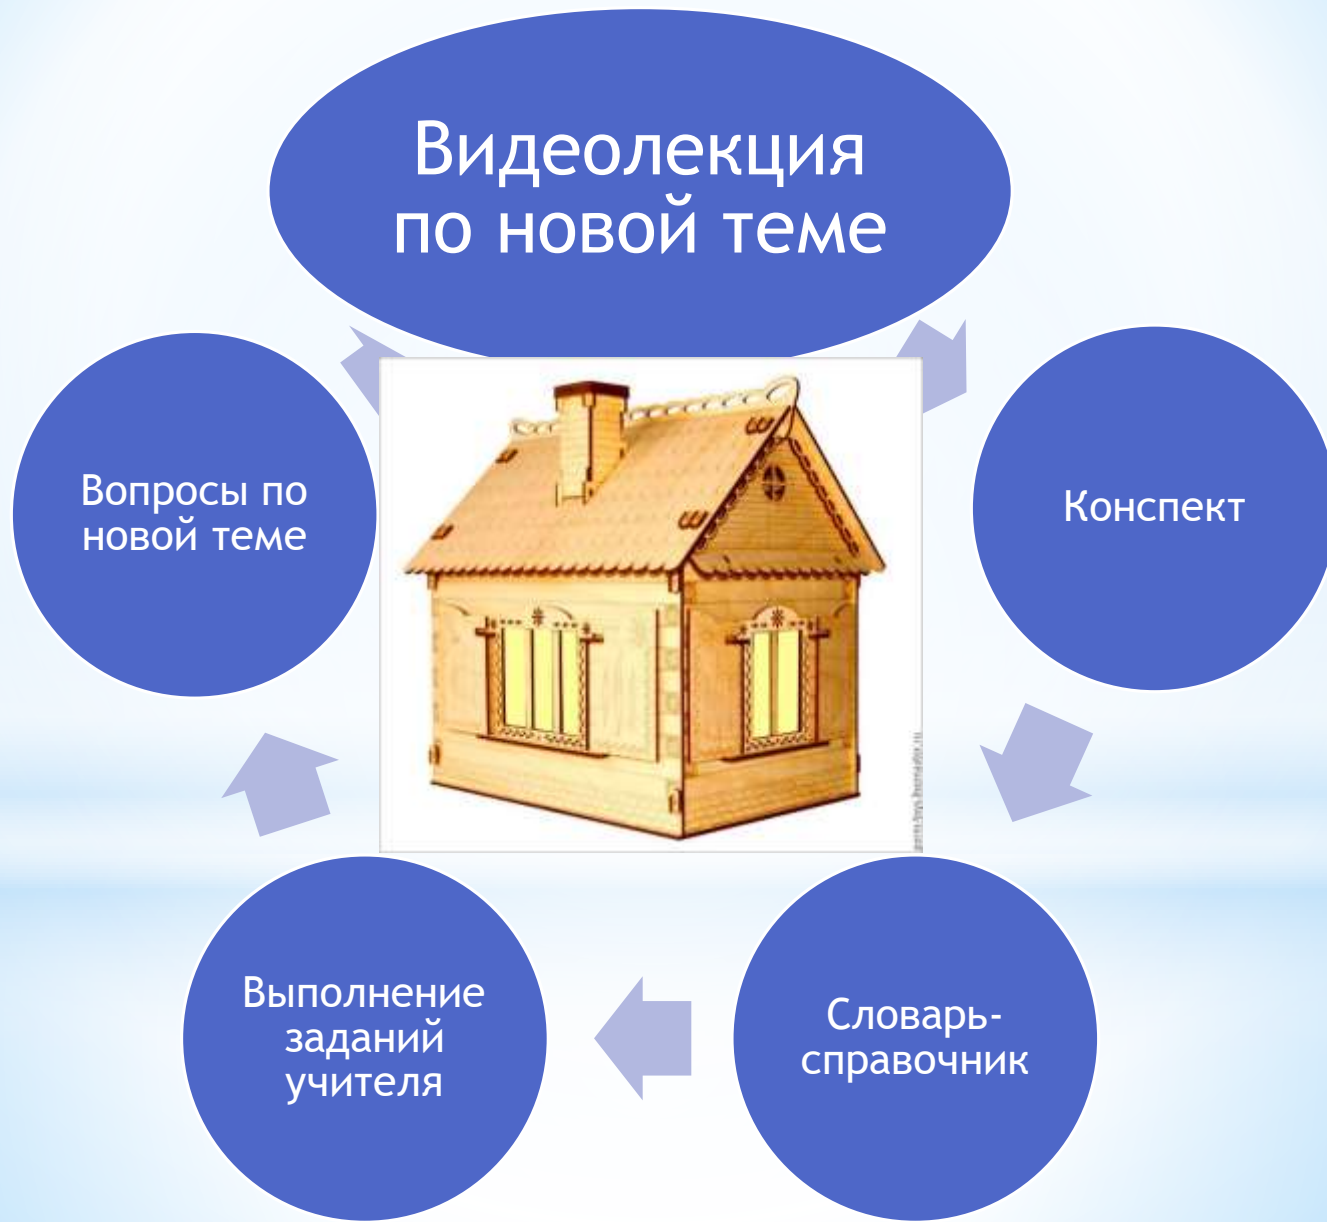 Видеолекция
по новой теме
Конспект
Словарь-
справочник
Выполнение
заданий
учителя
Вопросы по
новой теме